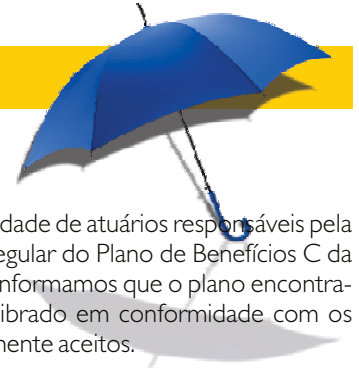 idade de atuários responsáveis pela
egular do Plano de Benefícios C da
nformamos que o plano encontra-
ibrado em conformidade com os
mente aceitos.